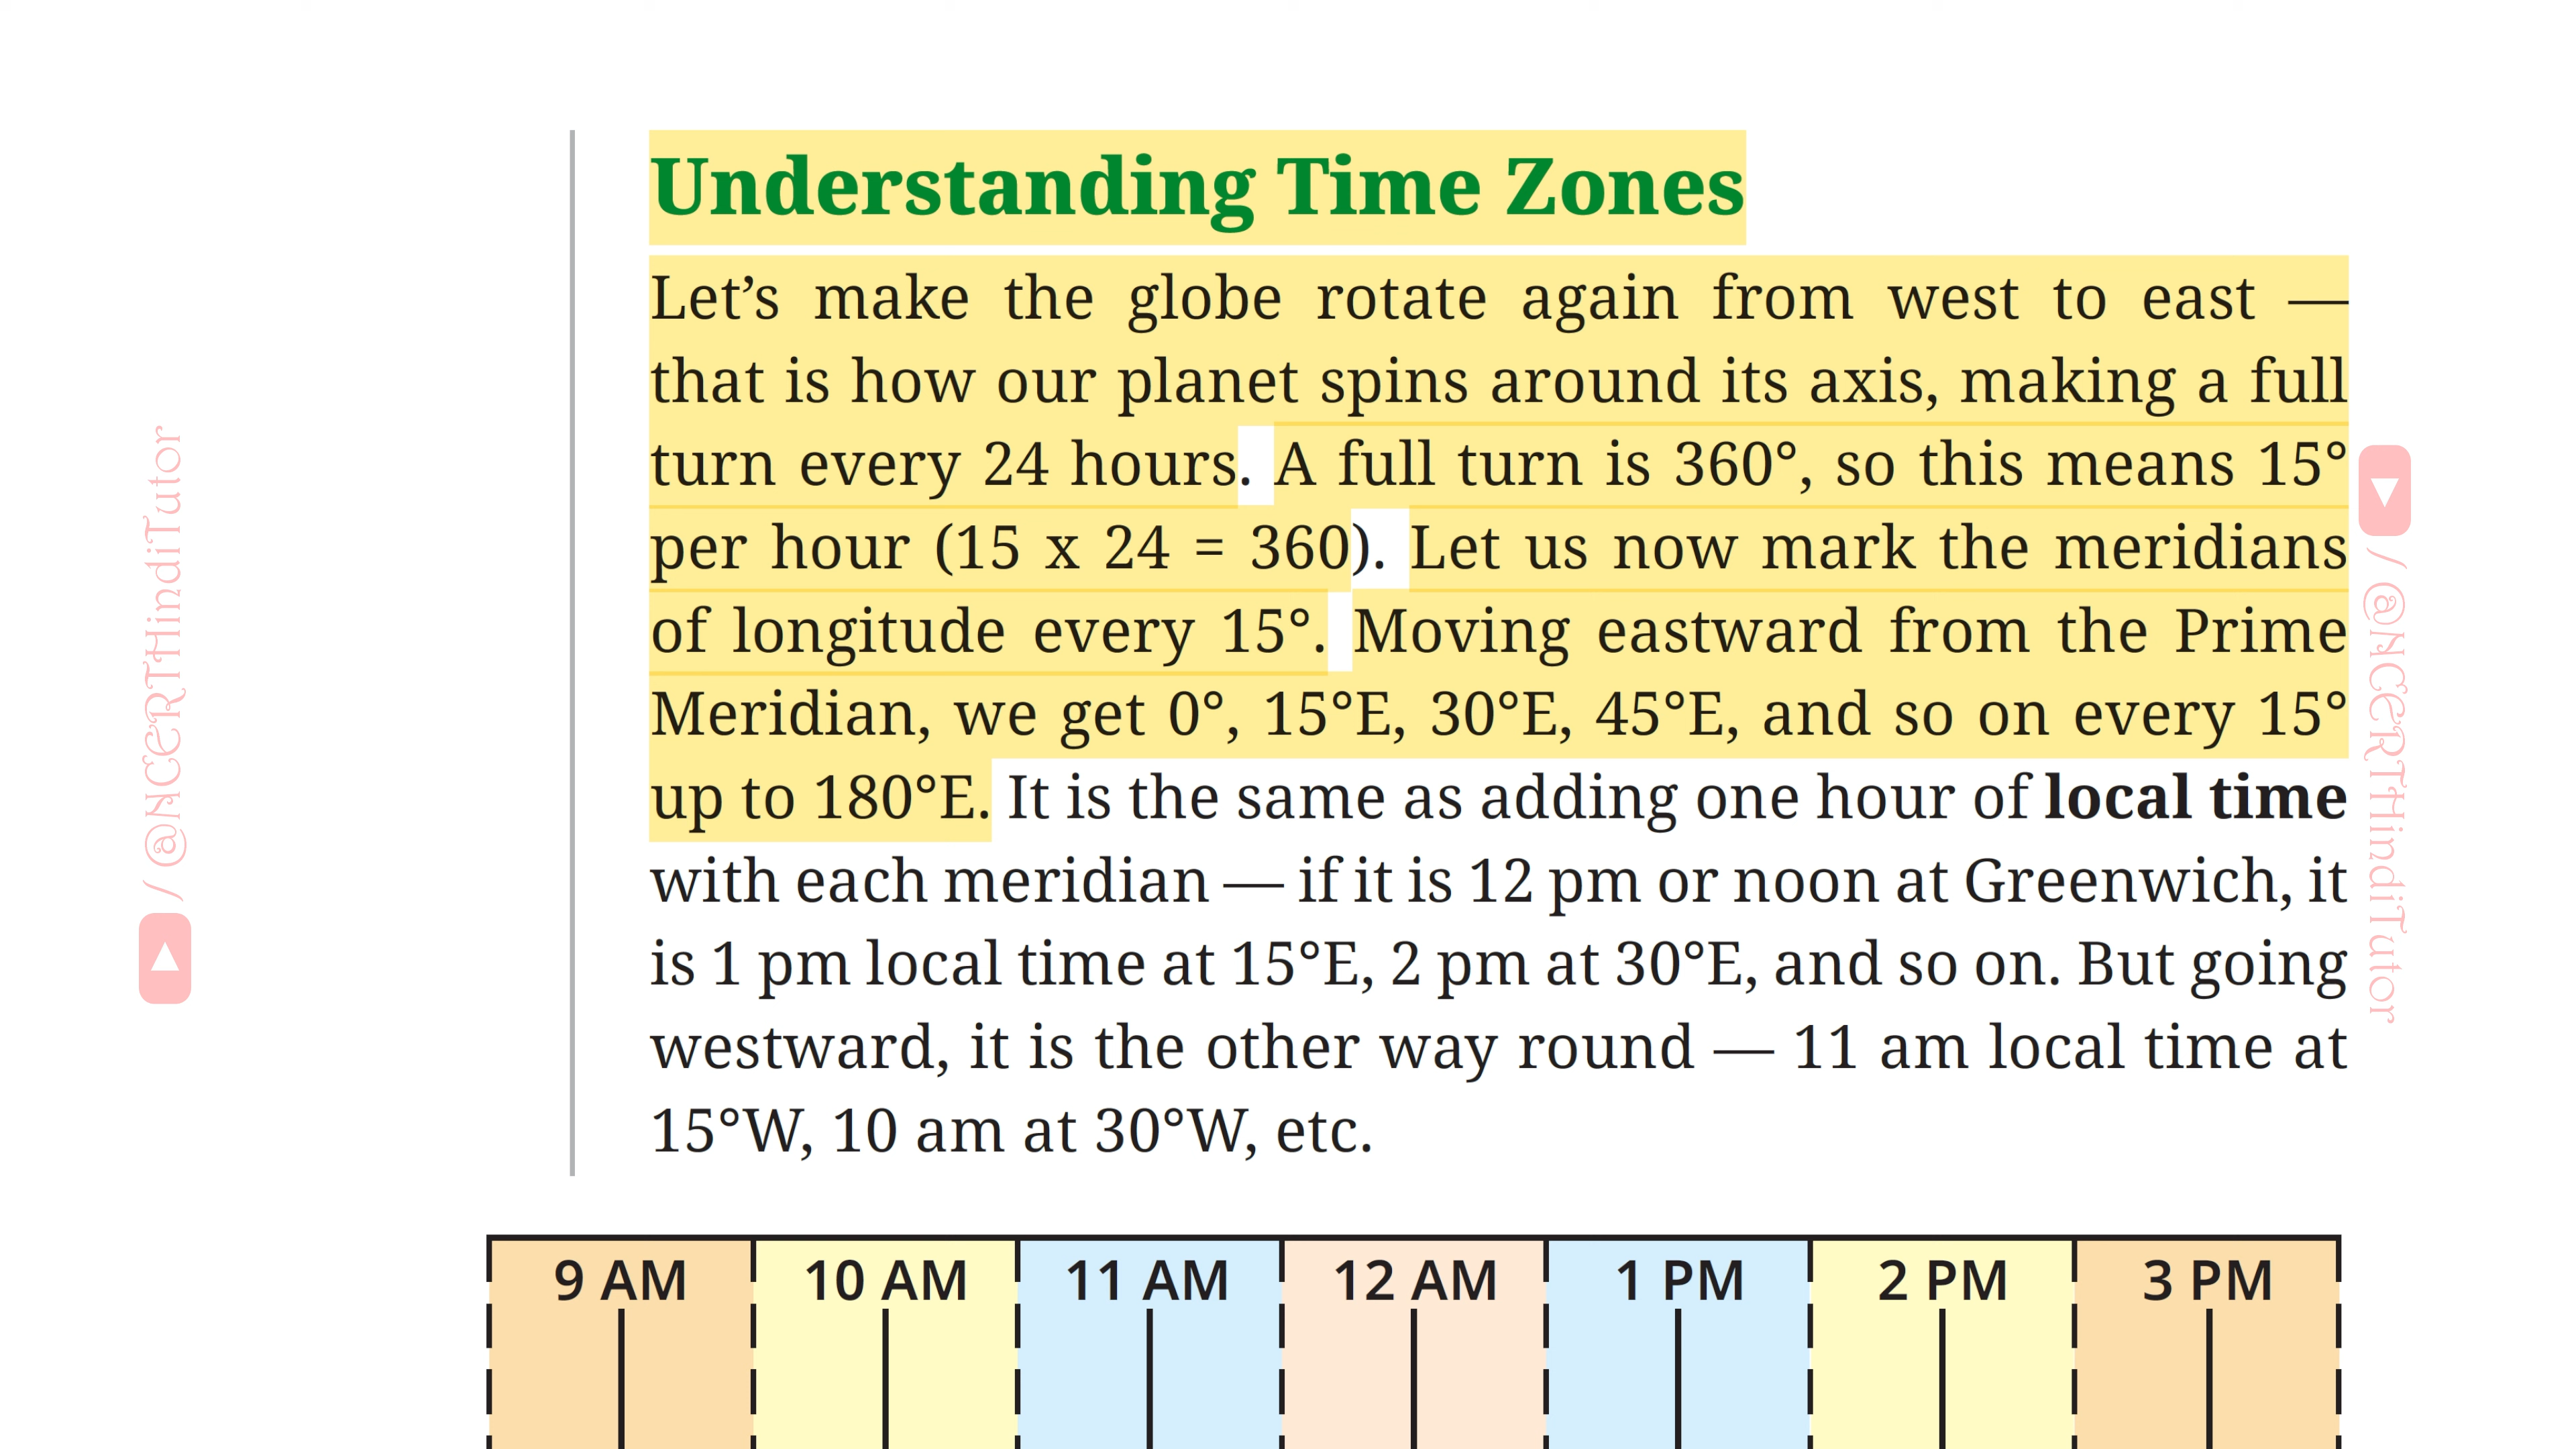 Understanding Time Zones
Let’s make the globe rotate again from west to east —
that is how our planet spins around its axis, making a full
turn every 24 hours. A full turn is 360°, so this means 15°
per hour (15 x 24 = 360). Let us now mark the meridians
of longitude every 15°. Moving eastward from the Prime
Meridian, we get 0°, 15°E, 30°E, 45°E, and so on every 15°
up to 180°E. It is the same as adding one hour of local time
with each meridian — if it is 12 pm or noon at Greenwich, it
is 1 pm local time at 15°E, 2 pm at 30°E, and so on. But going
westward, it is the other way round — 11 am local time at
15°W, 10 am at 30°W, etc.
9 AM 10 AM 11 AM 12 AM 1 PM 2 PM 3 PM
/ @NCERTHindiTutor
/ @NCERTHindiTutor